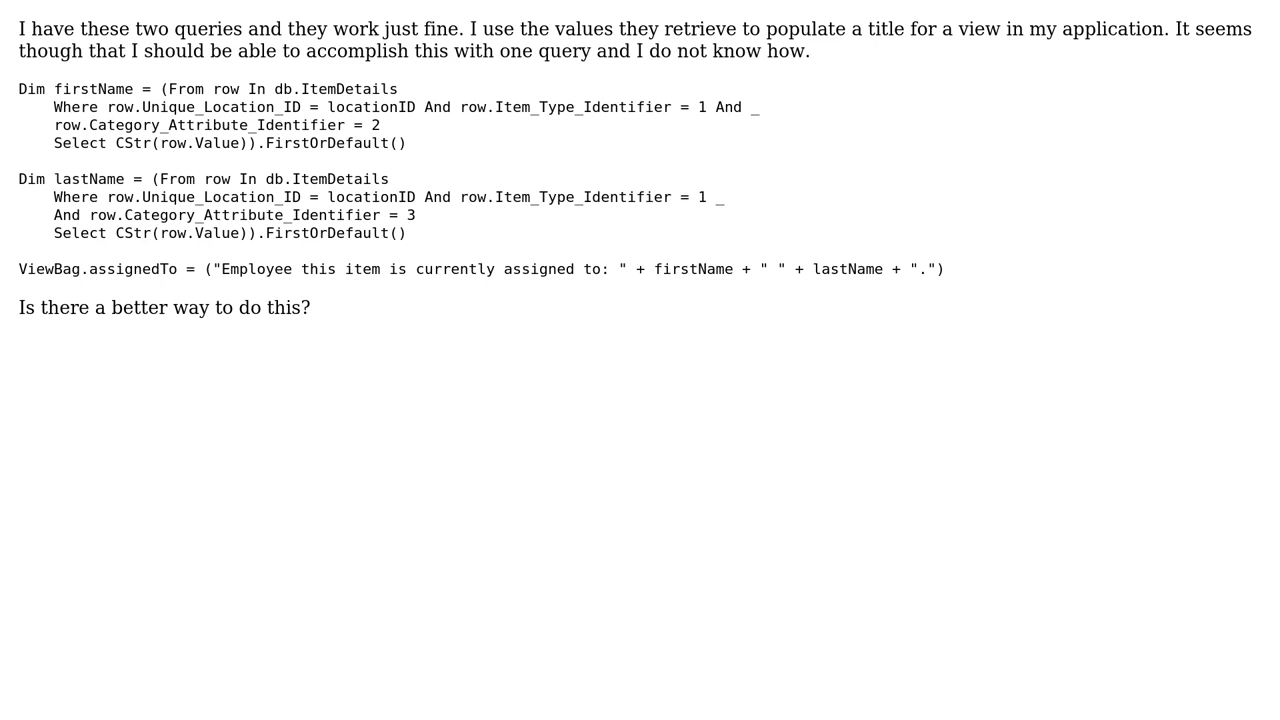 I have these two queries and they work just fine. I use the values they retrieve to populate a title for a view in my application. It seems
though that I should be able to accomplish this with one query and I do not know how.
Dim firstName = (From row In db.ItemDetails
    Where row.Unique_Location_ID = locationID And row.Item_Type_Identifier = 1 And _
    row.Category_Attribute_Identifier = 2
    Select CStr(row.Value)).FirstOrDefault()
Dim lastName = (From row In db.ItemDetails
    Where row.Unique_Location_ID = locationID And row.Item_Type_Identifier = 1 _
    And row.Category_Attribute_Identifier = 3
    Select CStr(row.Value)).FirstOrDefault()
ViewBag.assignedTo = ("Employee this item is currently assigned to: " + firstName + " " + lastName + ".")
Is there a better way to do this?